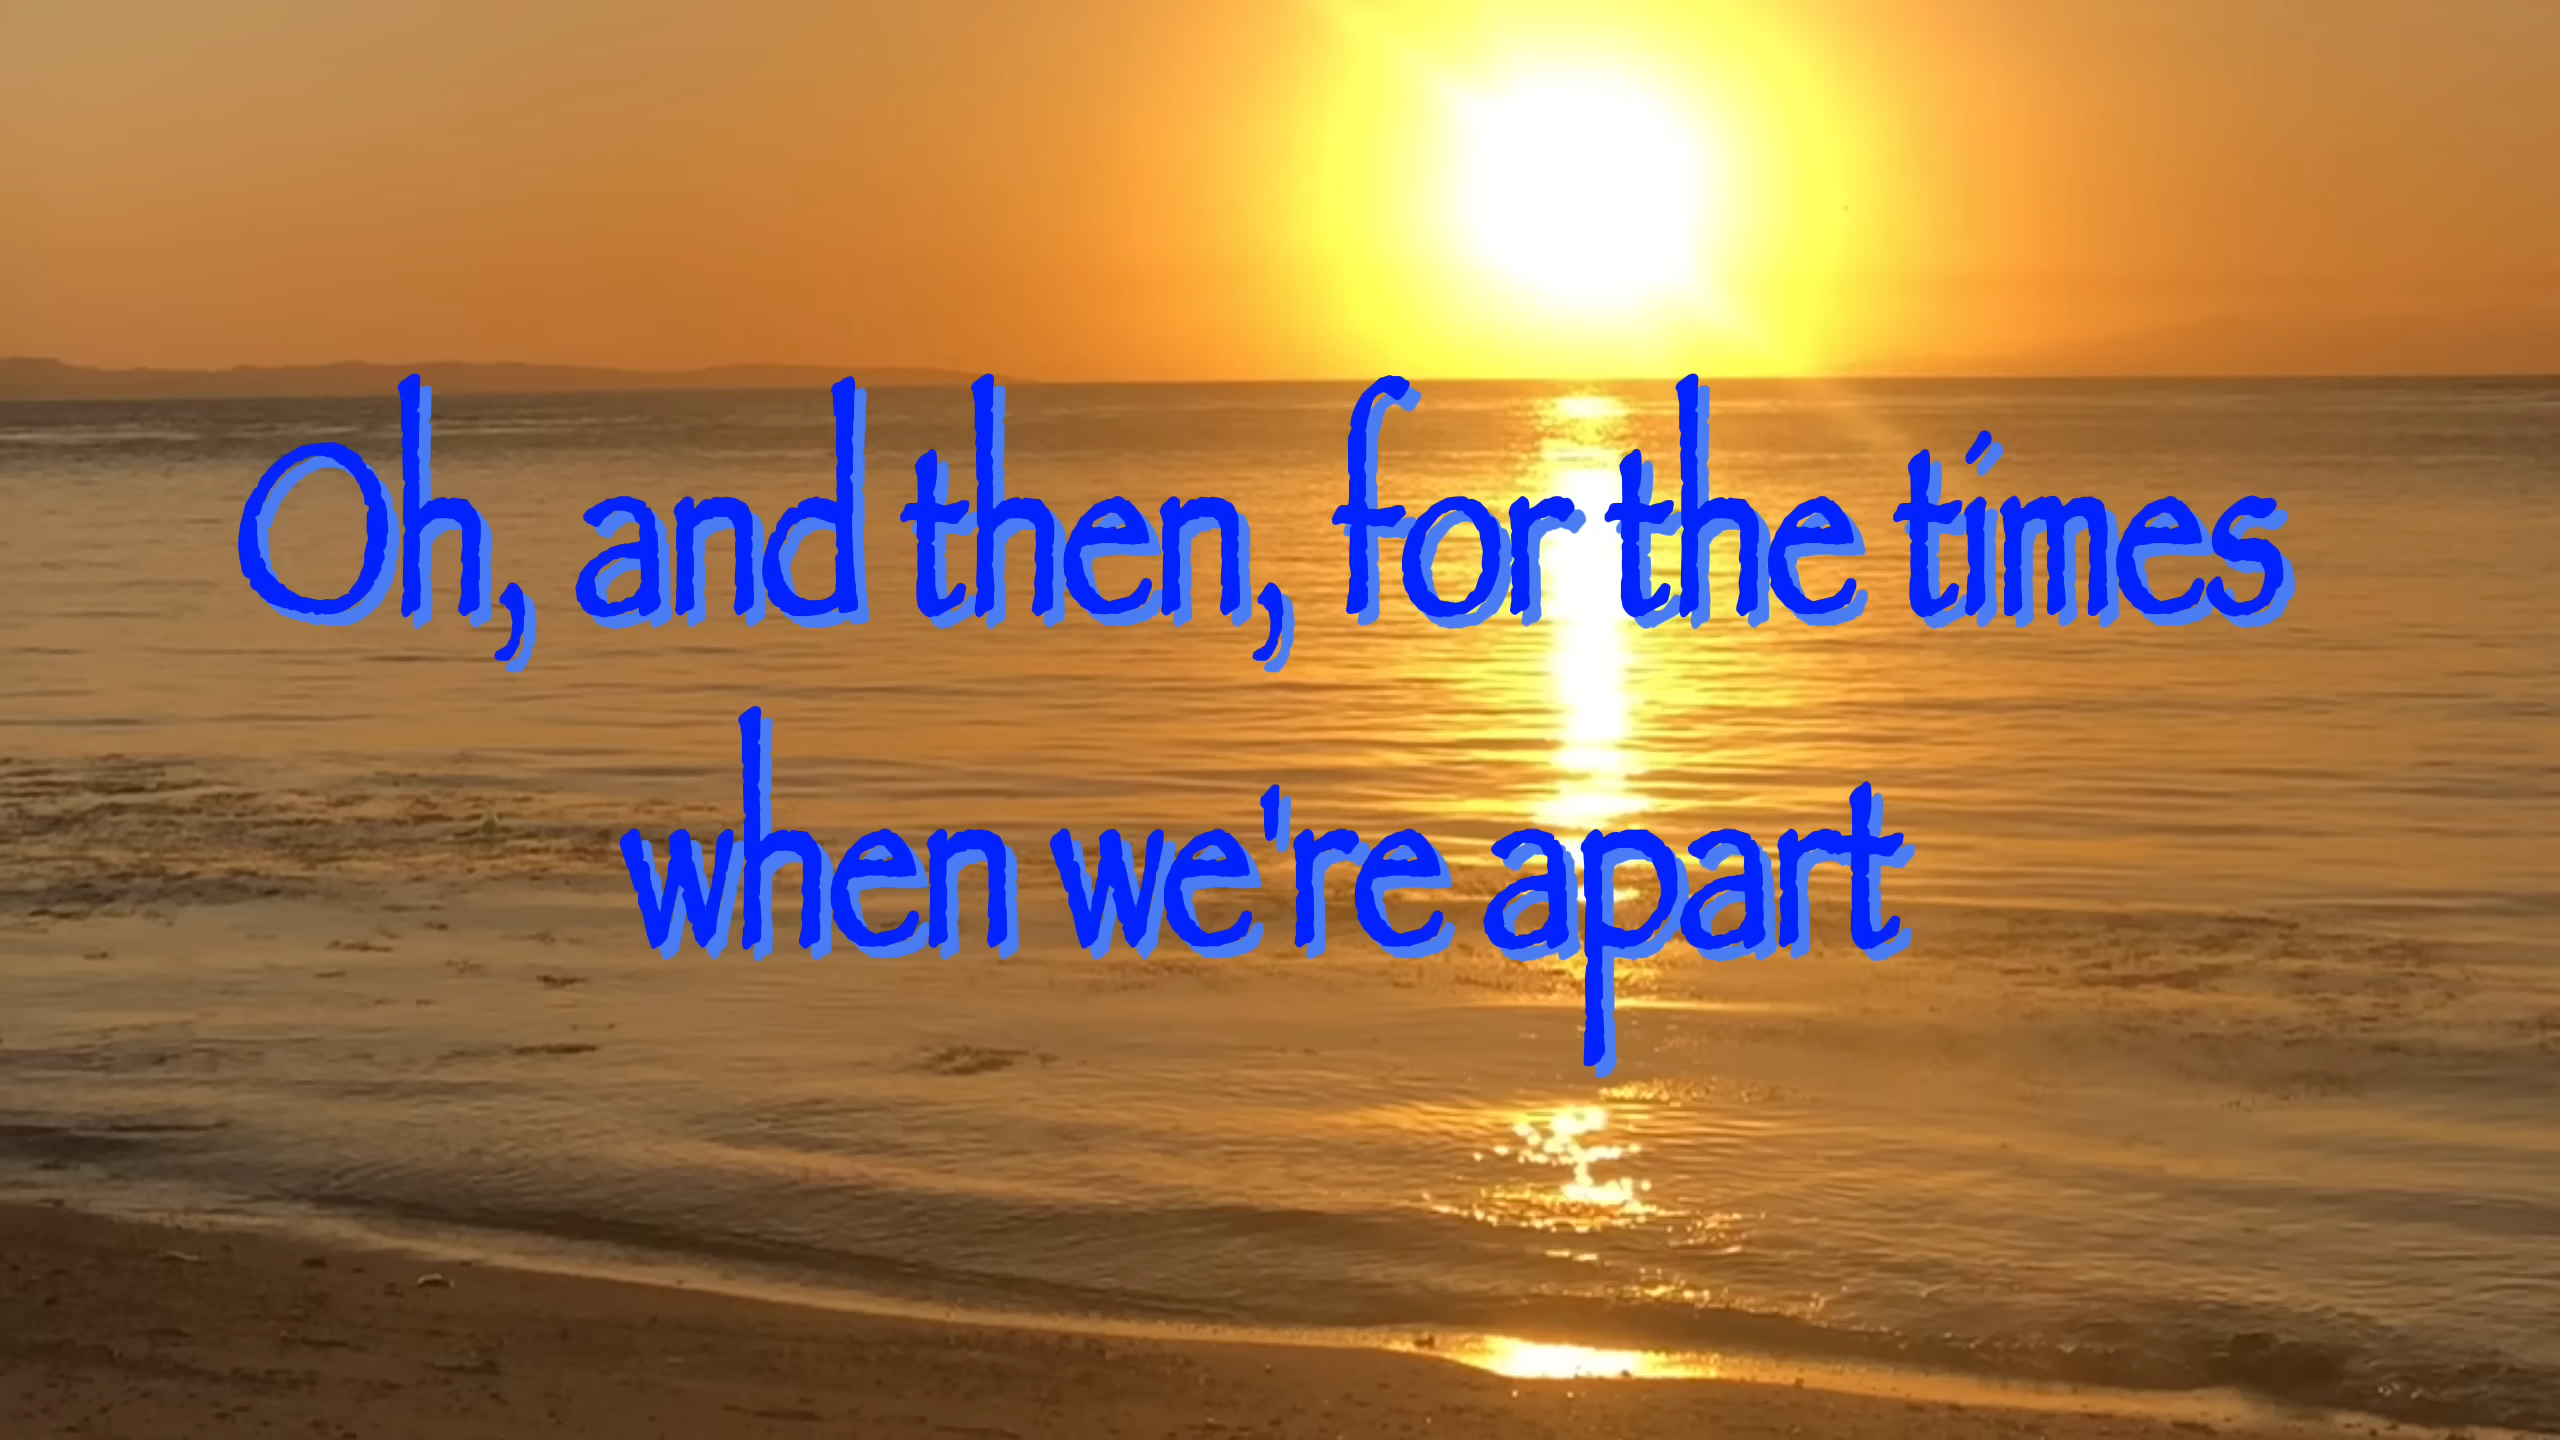 Oh, and then, for the times
when we're apart